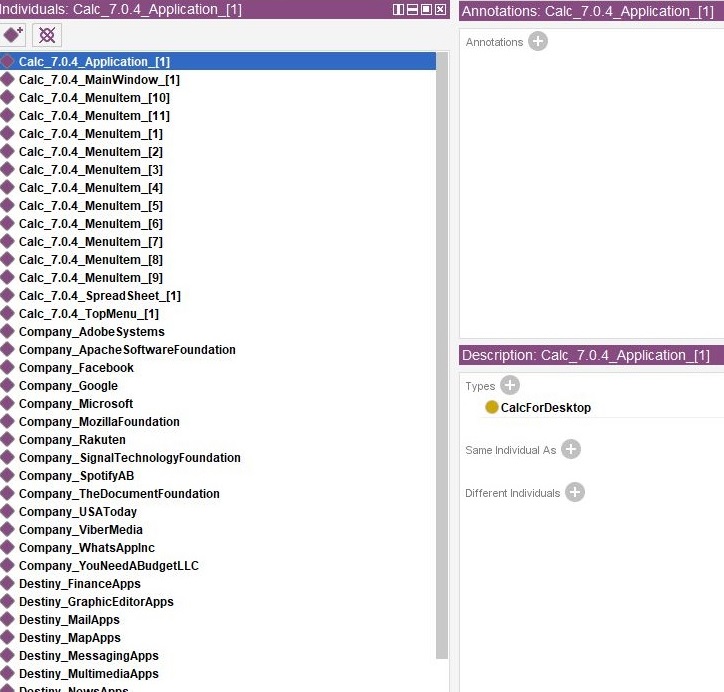 Individuals: Calc_7.0.4_Application_[1]
Calc_7.0.4_Application_[1]
Calc_7.0.4_MainWindow_[1]
Calc_7.0.4_MenuItem_[10]
Calc_7.0.4_MenuItem_[11]
Calc_7.0.4_MenuItem_[1]
Calc_7.0.4_MenuItem_[2]
Calc_7.0.4_MenuItem_[3]
Calc_7.0.4_MenuItem_[4]
Calc_7.0.4_MenuItem_[5]
Calc_7.0.4_MenuItem_[6]
Calc_7.0.4_MenuItem_[7]
Calc_7.0.4_MenuItem_[8]
Calc_7.0.4_MenuItem_[9]
Calc_7.0.4_SpreadSheet_[1]
Calc_7.0.4_TopMenu_[1]
Company_AdobeSystems
Company_ApacheSoftwareFoundation
Company_Facebook
Company_Google
Company_Microsoft
Company_MozillaFoundation
Company_Rakuten
Company_SignalTechnologyFoundation
Company_SpotifyAB
Company_TheDocumentFoundation
Company_USAToday
Company_ViberMedia
Company_WhatsAppInc
Company_YouNeedABudgetLLC
Destiny_FinanceApps
Destiny_GraphicEditorApps
Destiny_MailApps
Destiny_MapApps
Destiny_MessagingApps
Destiny_MultimediaApps
Destiny_NewsApps
Annotations: Calc_7.0.4_Application_[1]
Annotations
Description: Calc_7.0.4_Application_[1]
Types
CalcForDesktop
Same Individual As
Different Individuals